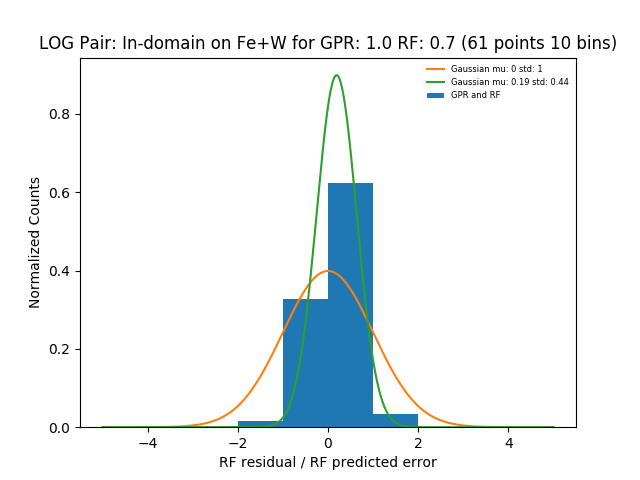 LOG Pair: In-domain on Fe+W for GPR: 1.0 RF: 0.7 (61 points 10 bins)
Gaussian mu: 0 std: 1
Gaussian mu: 0.19 std: 0.44
GPR and RF
Normalized Counts
0.8
0.6
0.4
0.2
0.0
−4 −2 0 2 4
RF residual / RF predicted error